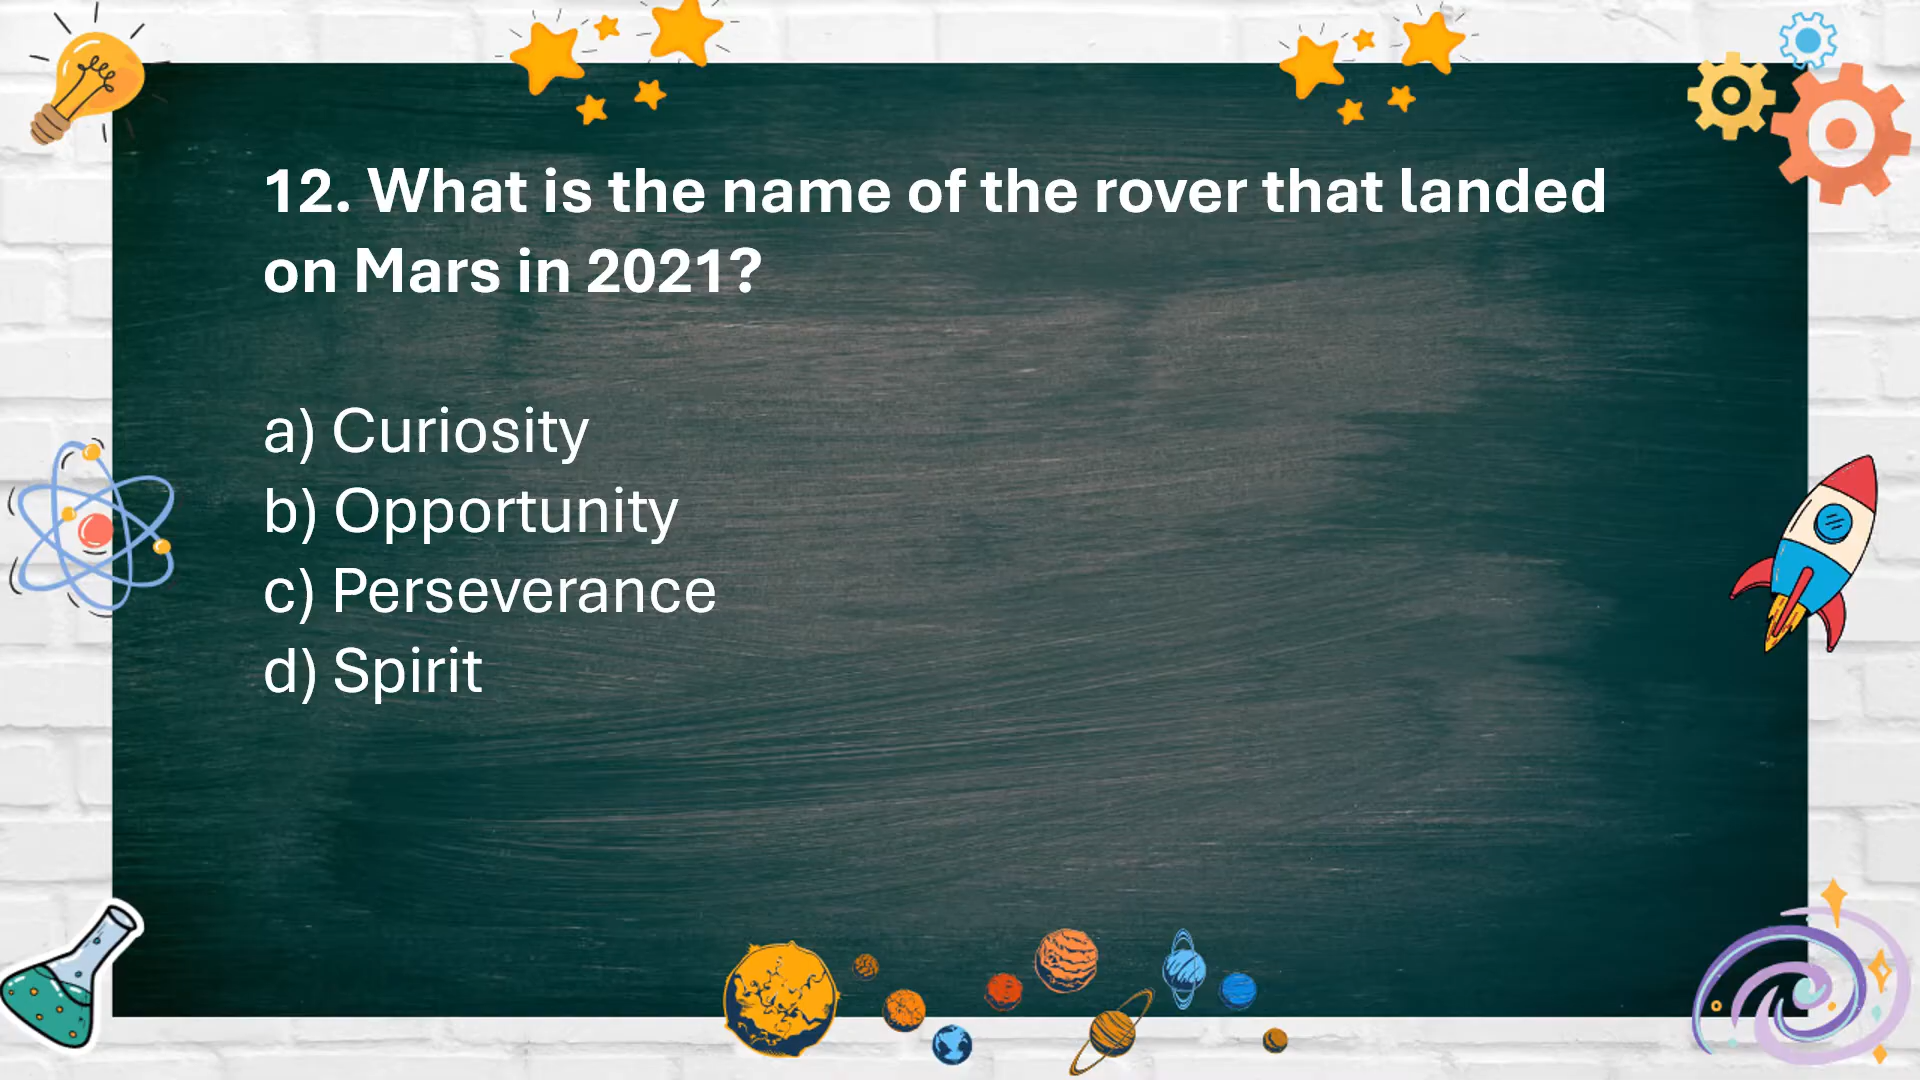 12. What is the name of the rover that landed
on Mars in 2021?
a) Curiosity
b) Opportunity
c) Perseverance
d) Spirit